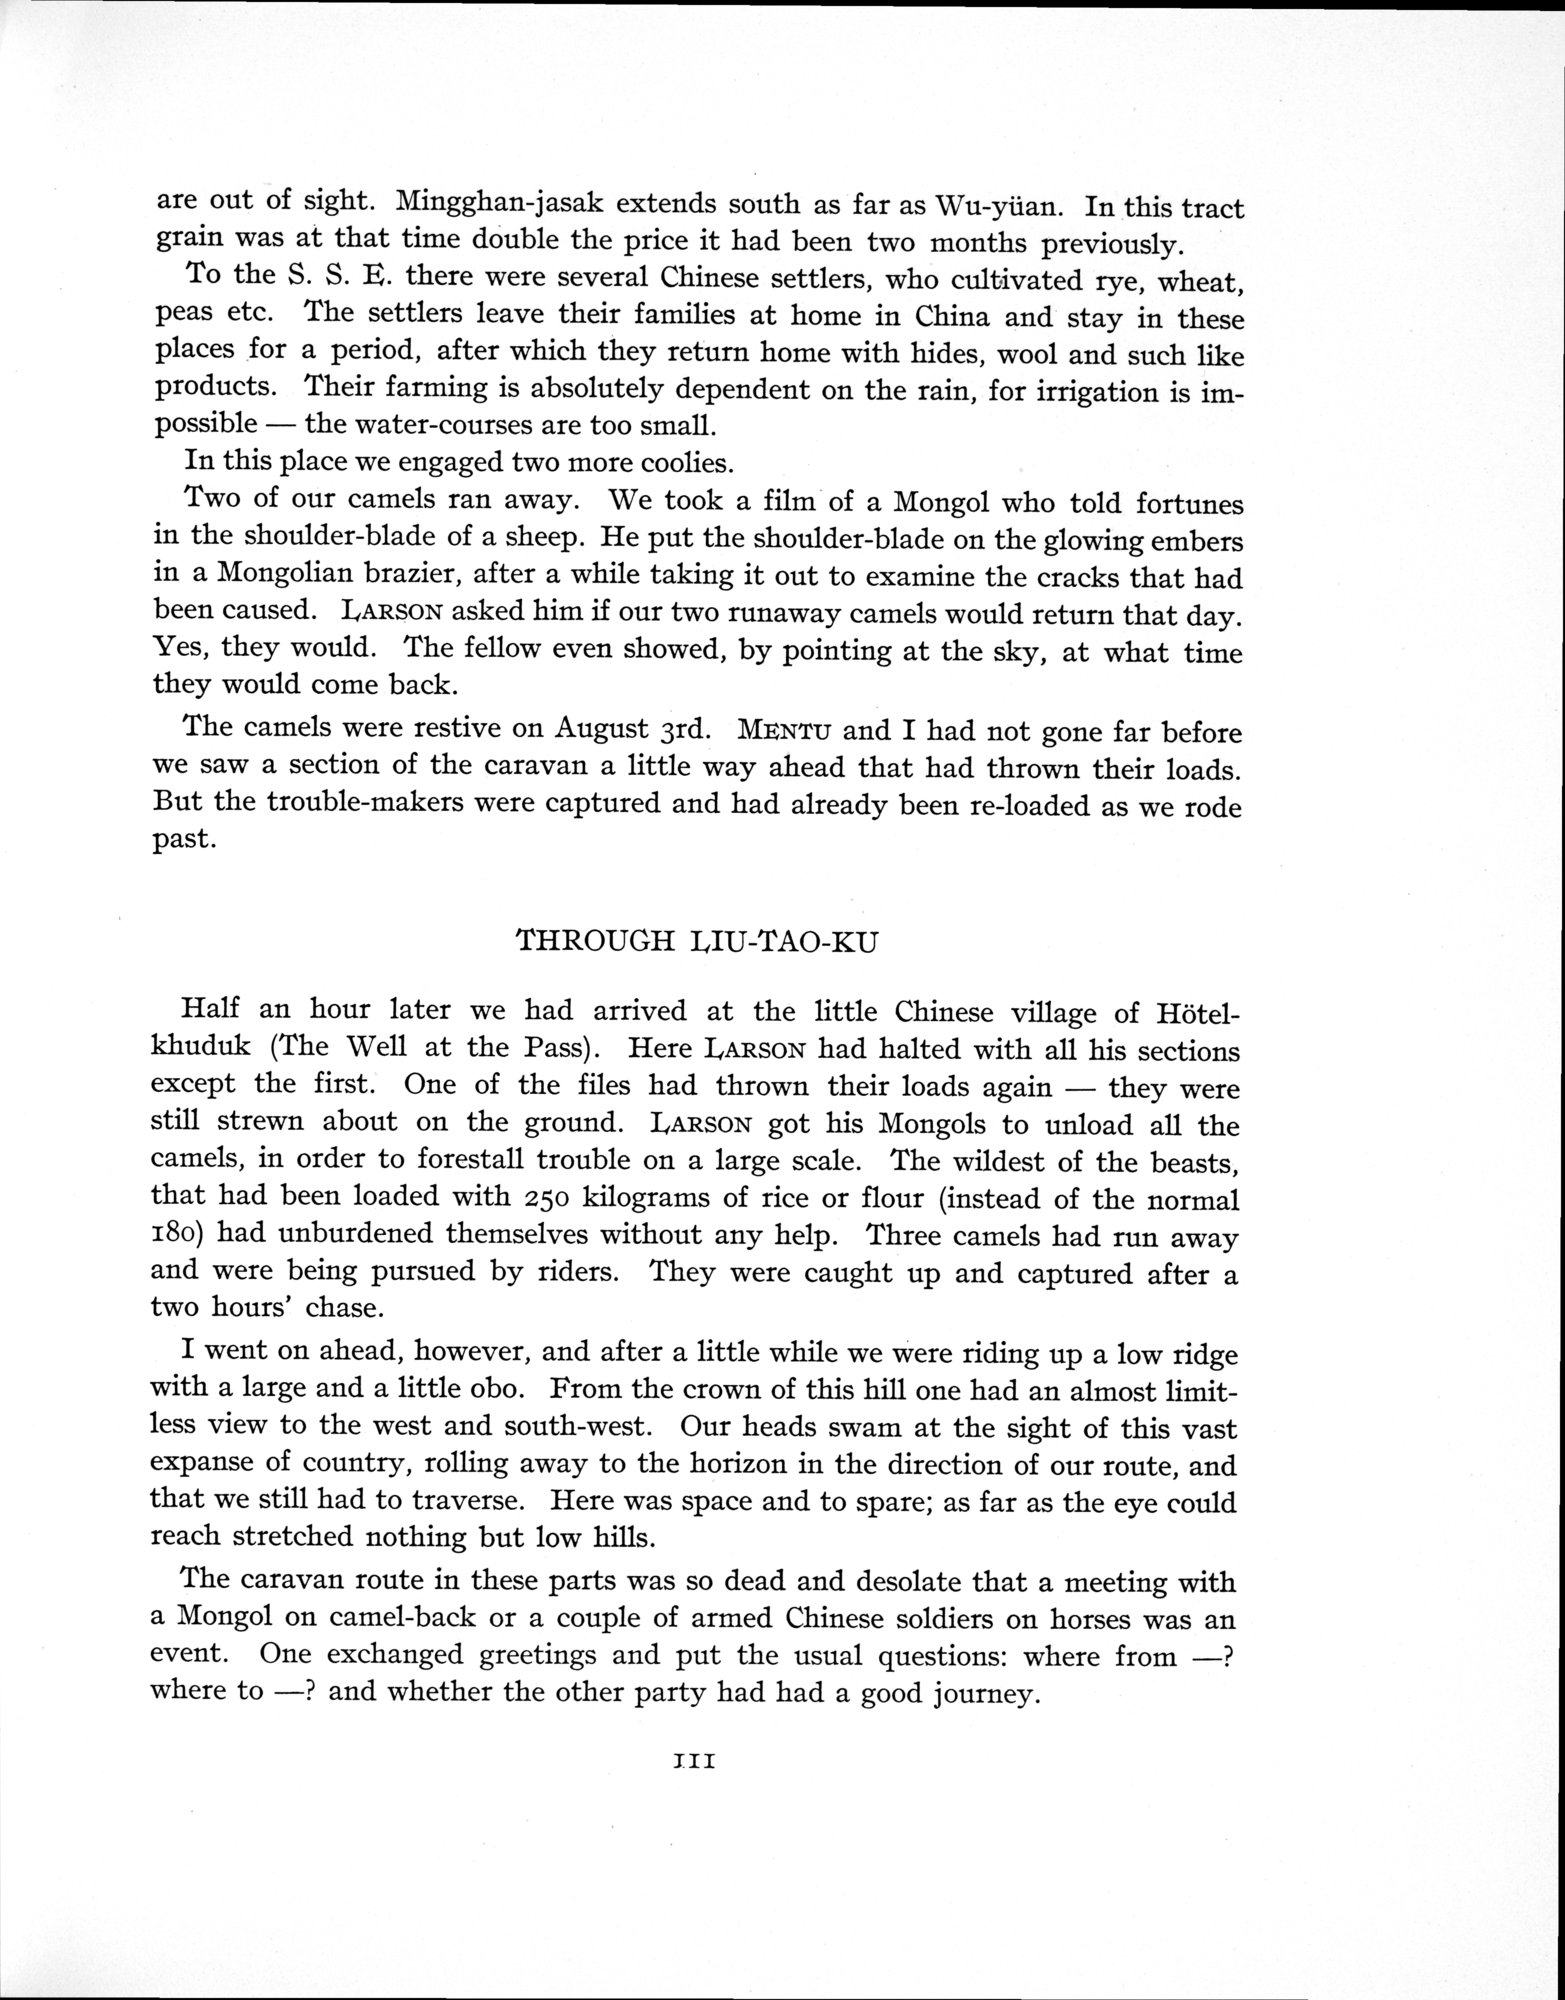 are out of sight. Mingghan-jasak extends south as far as Wu-yüan. In this tract
grain was at that time double the price it had been two months previously.
To the S. S. E. there were several Chinese settlers, who cultivated rye, wheat,
peas etc. The settlers leave their families at home in China and stay in these
places for a period, after which they return home with hides, wool and such like
products. Their farming is absolutely dependent on the rain, for irrigation is im-
possible — the water-courses are too small.
In this place we engaged two more coolies.
Two of our camels ran away. We took a film of a Mongol who told fortunes
in the shoulder-blade of a sheep. He put the shoulder-blade on the glowing embers
in a Mongolian brazier, after a while taking it out to examine the cracks that had
been caused. LARSON asked him if our two runaway camels would return that day.
Yes, they would. The fellow even showed, by pointing at the sky, at what time
they would come back.
The camels were restive on August 3rd. MENTU and I had not gone far before
we saw a section of the caravan a little way ahead that had thrown their loads.
But the trouble-makers were captured and had already been re-loaded as we rode
past.
THROUGH LIU-TAO-KU
Half an hour later we had arrived at the little Chinese village of Hötel-
khuduk (The Well at the Pass). Here LARSON had halted with all his sections
except the first. One of the files had thrown their loads again — they were
still strewn about on the ground. LARSON got his Mongols to unload all the
camels, in order to forestall trouble on a large scale. The wildest of the beasts,
that had been loaded with 250 kilograms of rice or flour (instead of the normal
180) had unburdened themselves without any help. Three camels had run away
and were being pursued by riders. They were caught up and captured after a
two hours' chase.
I went on ahead, however, and after a little while we were riding up a low ridge
with a large and a little obo. From the crown of this hill one had an almost limit-
less view to the west and south-west. Our heads swam at the sight of this vast
expanse of country, rolling away to the horizon in the direction of our route, and
that we still had to traverse. Here was space and to spare; as far as the eye could
reach stretched nothing but low hills.
The caravan route in these parts was so dead and desolate that a meeting with
a Mongol on camel-back or a couple of armed Chinese soldiers on horses was an
event. One exchanged greetings and put the usual questions: where from —?
where to —? and whether the other party had had a good journey.
111